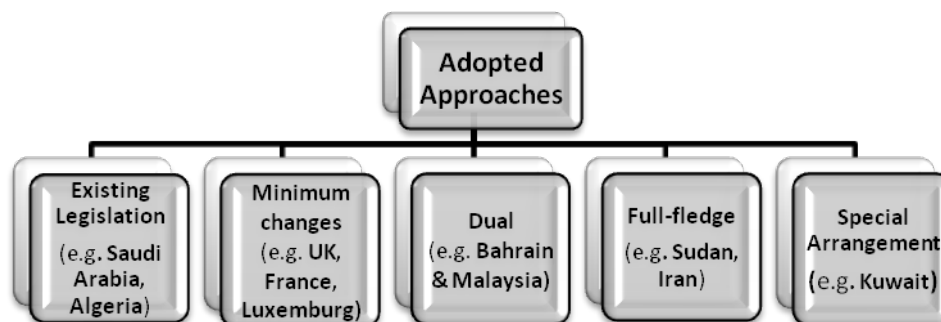 Adopted
Approaches
Existing
Legislation
(e.g. Saudi
Arabia,
Algeria)
Minimum
changes
(e.g. UK,
France,
Luxemburg)
Dual
(e.g. Bahrain
& Malaysia)
Full-fledge
(e.g. Sudan,
Iran)
Special
Arrangement
(e.g. Kuwait)